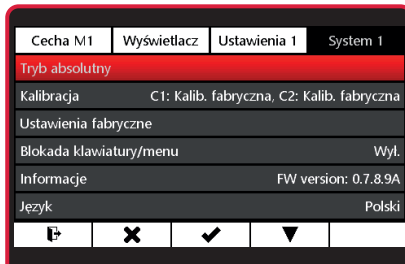 Cecha M1 Wyświetlacz Ustawienia 1 System 1
Tryb absolutny
Kalibracja C1: Kalib. fabryczna, C2: Kalib. fabryczna
Ustawienia fabryczne
Blokada klawiatury/menu Wył.
Informacje FW version: 0.7.8.9A
Język Polski